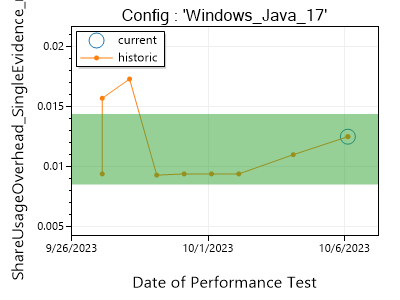 Config : 'Windows_Java_17'
ShareUsageOverhead_SingleEvidence_
current
historic
0.02
0.015
0.01
0.005
9/26/2023
10/1/2023
10/6/2023
Date of Performance Test